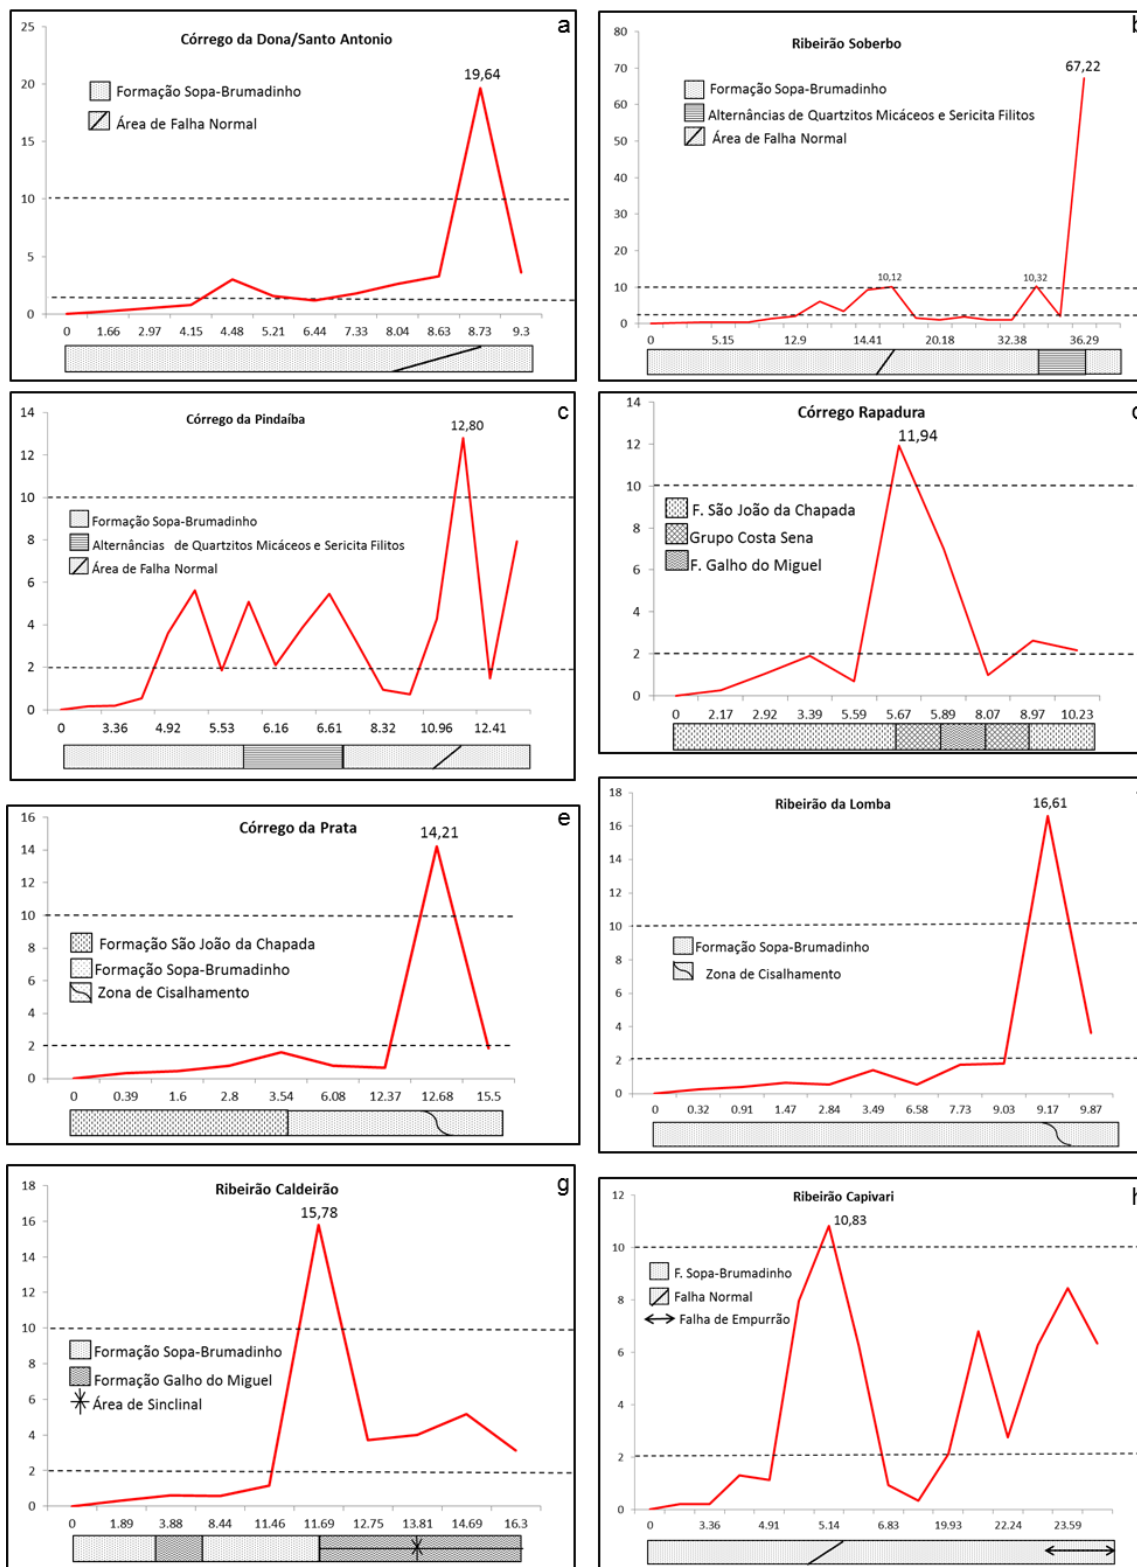 a
Córrego da Dona/Santo Antonio
25
20
15
10
5
0
19,64
Formação Sopa-Brumadinho
Área de Falha Normal
0 1.66 2.97 4.15 4.48 5.21 6.44 7.33 8.04 8.63 8.73 9.3
b
Ribeirão Soberbo
80
70
60
50
40
30
20
10
0
67,22
Formação Sopa-Brumadinho
Alternâncias de Quartzitos Micáceos e Sericita Filitos
Área de Falha Normal
10,12
10,32
0 5.15 12.9 14.41 20.18 32.38 36.29
c
Córrego da Pindaíba
14
12
10
8
6
4
2
0
12,80
Formação Sopa-Brumadinho
Alternâncias de Quartzitos Micáceos e Sericita Filitos
Área de Falha Normal
0 3.36 4.92 5.53 6.16 6.61 8.32 10.96 12.41
Córrego Rapadura
14
12
10
8
6
4
2
0
11,94
F. São João da Chapada
Grupo Costa Sena
F. Galho do Miguel
0 2.17 2.92 3.39 5.59 5.67 5.89 8.07 8.97 10.23
e
Córrego da Prata
16
14
12
10
8
6
4
2
0
14,21
Formação São João da Chapada
Formação Sopa-Brumadinho
Zona de Cisalhamento
0 0.39 1.6 2.8 3.54 6.08 12.37 12.68 15.5
Ribeirão da Lomba
18
16
14
12
10
8
6
4
2
0
16,61
Formação Sopa-Brumadinho
Zona de Cisalhamento
0 0.32 0.91 1.47 2.84 3.49 6.58 7.73 9.03 9.17 9.87
g
Ribeirão Caldeirão
18
16
14
12
10
8
6
4
2
0
15,78
Formação Sopa-Brumadinho
Formação Galho do Miguel
Área de Sinclinal
0 1.89 3.88 8.44 11.46 11.69 12.75 13.81 14.69 16.3
h
Ribeirão Capivari
12
10
8
6
4
2
0
10,83
F. Sopa-Brumadinho
Falha Normal
Falha de Empurrão
0 3.36 4.91 5.14 6.83 19.93 22.24 23.59